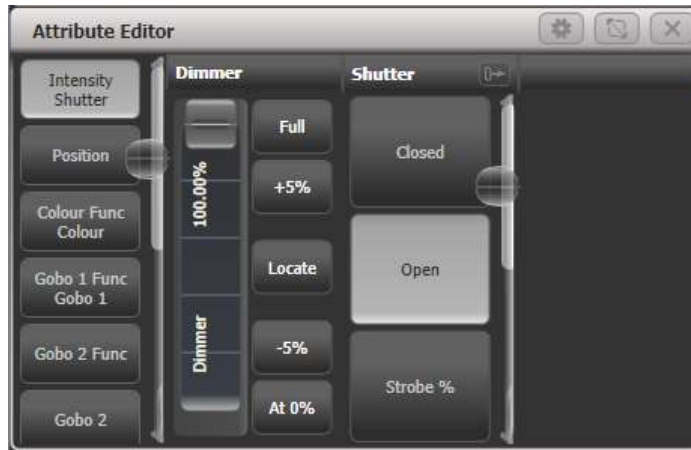 Attribute Editor
Intensity
Shutter
Position
Colour Func
Colour
Gobo 1 Func
Gobo 1
Gobo 2 Func
Gobo 2
Dimmer
100.00%
Dimmer
Full
+5%
Locate
-5%
At 0%
Shutter
Closed
Open
Strobe %